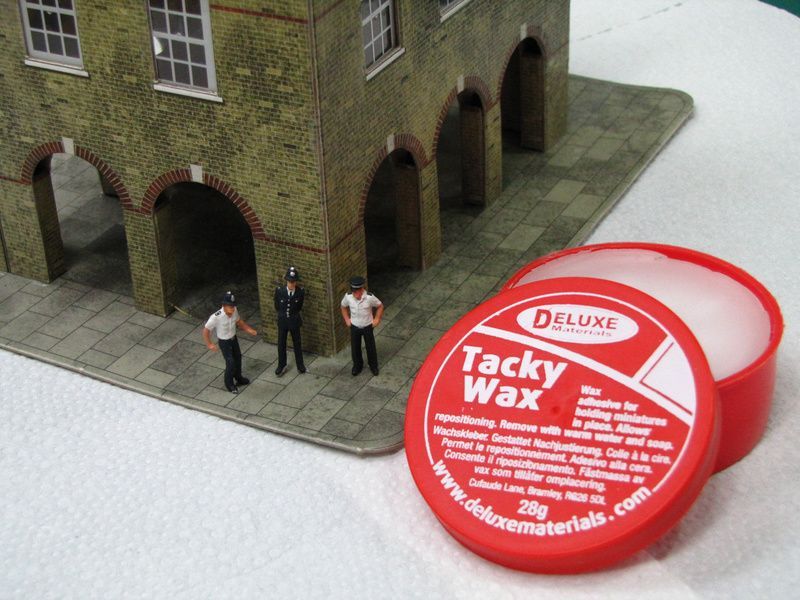 DELUXE
Materials
Tacky
Wax
Wax
adhesive for
holding miniatures
in place. Allows
repositioning. Remove with warm water and soap.
Wachskleber. Gestattet Nachjustierung. Colle à la cire.
Permet le repositionnement. Adesivo alla cera.
Consente il riposizionamento. Fästmassa av
vax som tillåter omplacering.
Cufaude Lane, Bramley, RG26 5DL
28g
www.deluxematerials.com